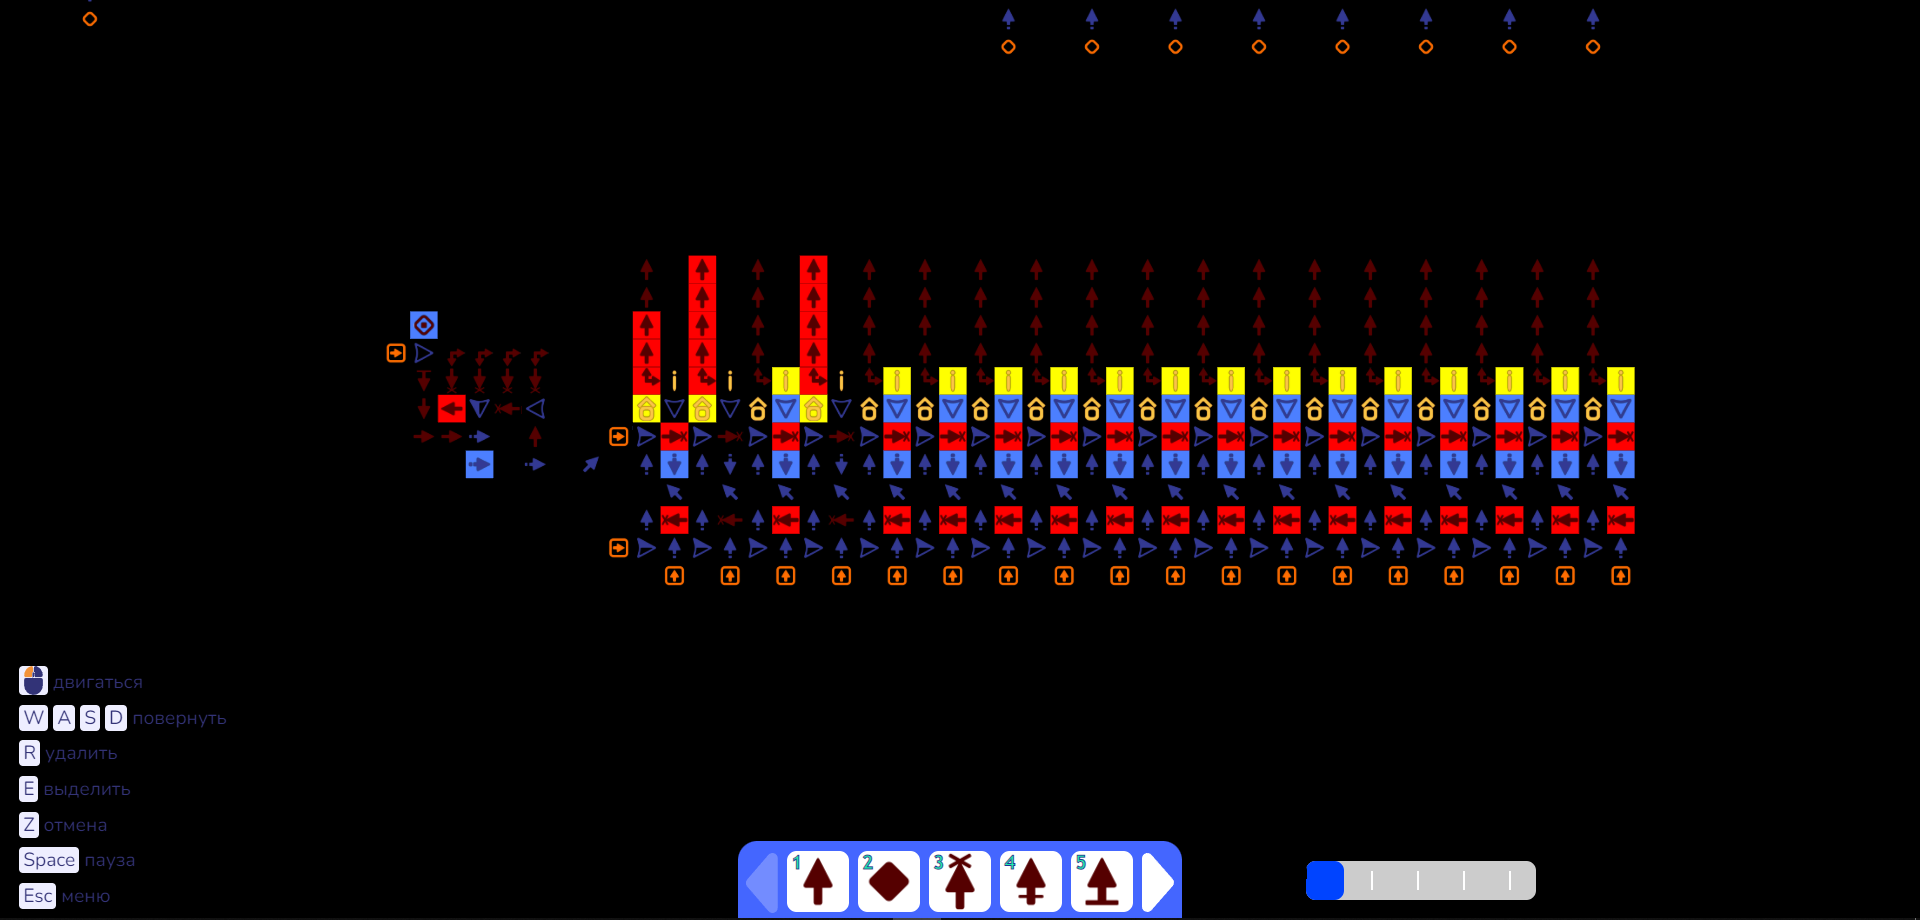 двигаться
W A S D повернуть
R удалить
E выделить
Z отмена
Space пауза
Esc меню
1 2 3 4 5